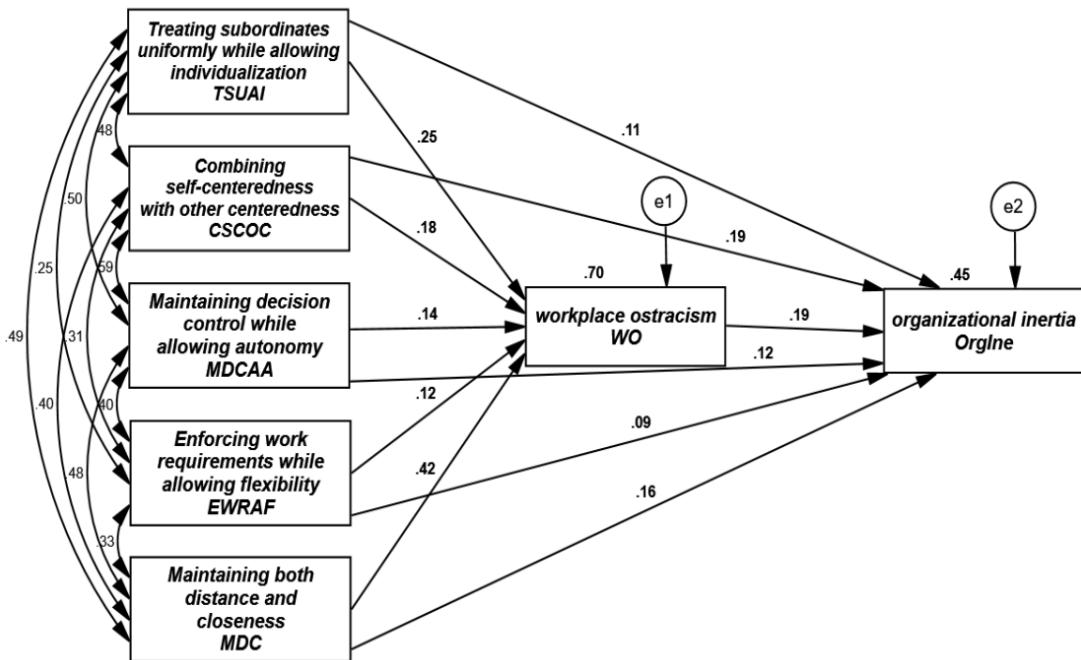 Treating subordinates
uniformly while allowing
individualization
TSUAI
Combining
self-centeredness
with other centeredness
CSCOC
Maintaining decision
control while
allowing autonomy
MDCAA
Enforcing work
requirements while
allowing flexibility
EWRAF
Maintaining both
distance and
closeness
MDC
.48
.50
.25
.59
.49
.31
.40
.40
.48
.33
.25
.18
.14
.12
.42
.11
.19
.19
.12
.09
.16
e1
.70
workplace ostracism
WO
e2
.45
organizational inertia
OrgIne